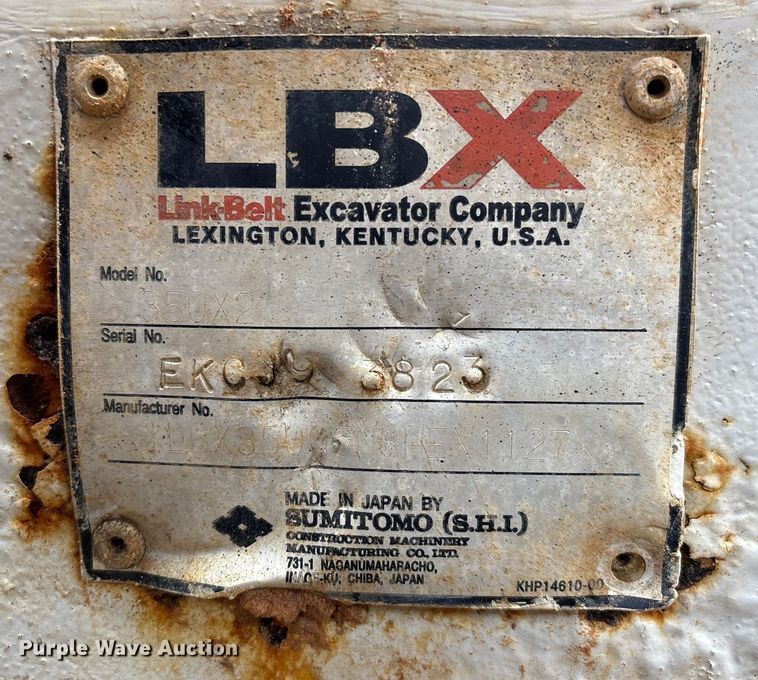 LBX
Link-Belt Excavator Company
LEXINGTON, KENTUCKY, U.S.A.
Model No.
350X2
Serial No.
3823
Manufacturer No.
MADE IN JAPAN BY
SUMITOMO (S.H.I.)
CONSTRUCTION MACHINERY
MANUFACTURING CO., LTD.
731-1 NAGANUMAHARACHO,
INAGE-KU, CHIBA, JAPAN
KHP14610-00
Purple Wave Auction